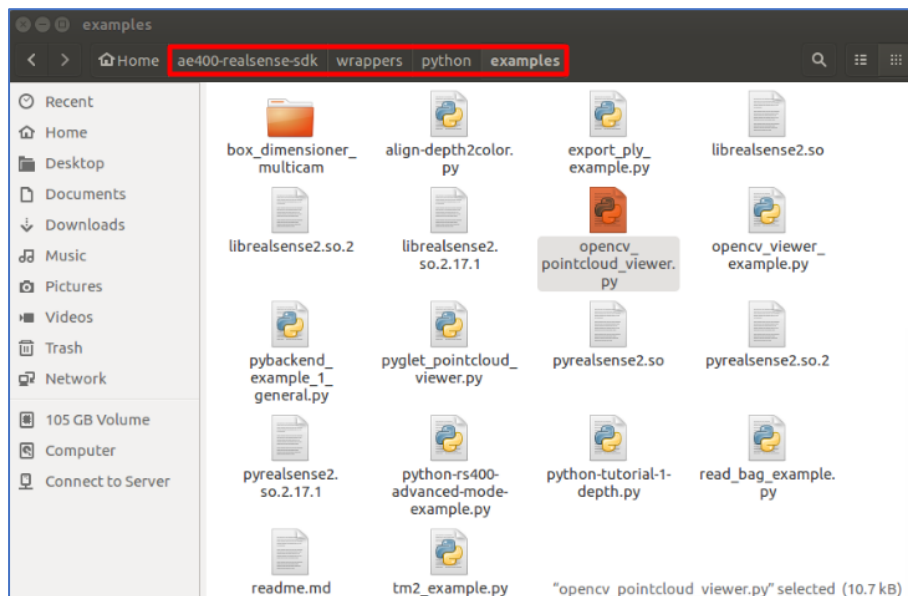 examples
Home ae400-realsense-sdk wrappers python examples
Recent
Home
Desktop
Documents
Downloads
Music
Pictures
Videos
Trash
Network
105 GB Volume
Computer
Connect to Server
box_dimensioner_
multicam
align-depth2color.
py
export_ply_
example.py
librealsense2.so
librealsense2.so.2
librealsense2.
so.2.17.1
opencv_
pointcloud_viewer.
py
opencv_viewer_
example.py
pybackend_
example_1_
general.py
pyglet_pointcloud_
viewer.py
pyrealsense2.so
pyrealsense2.so.2
pyrealsense2.
so.2.17.1
python-rs400-
advanced-mode-
example.py
python-tutorial-1-
depth.py
read_bag_example.
py
readme.md
tm2_example.py
"opencv_pointcloud_viewer.py" selected (10.7 kB)